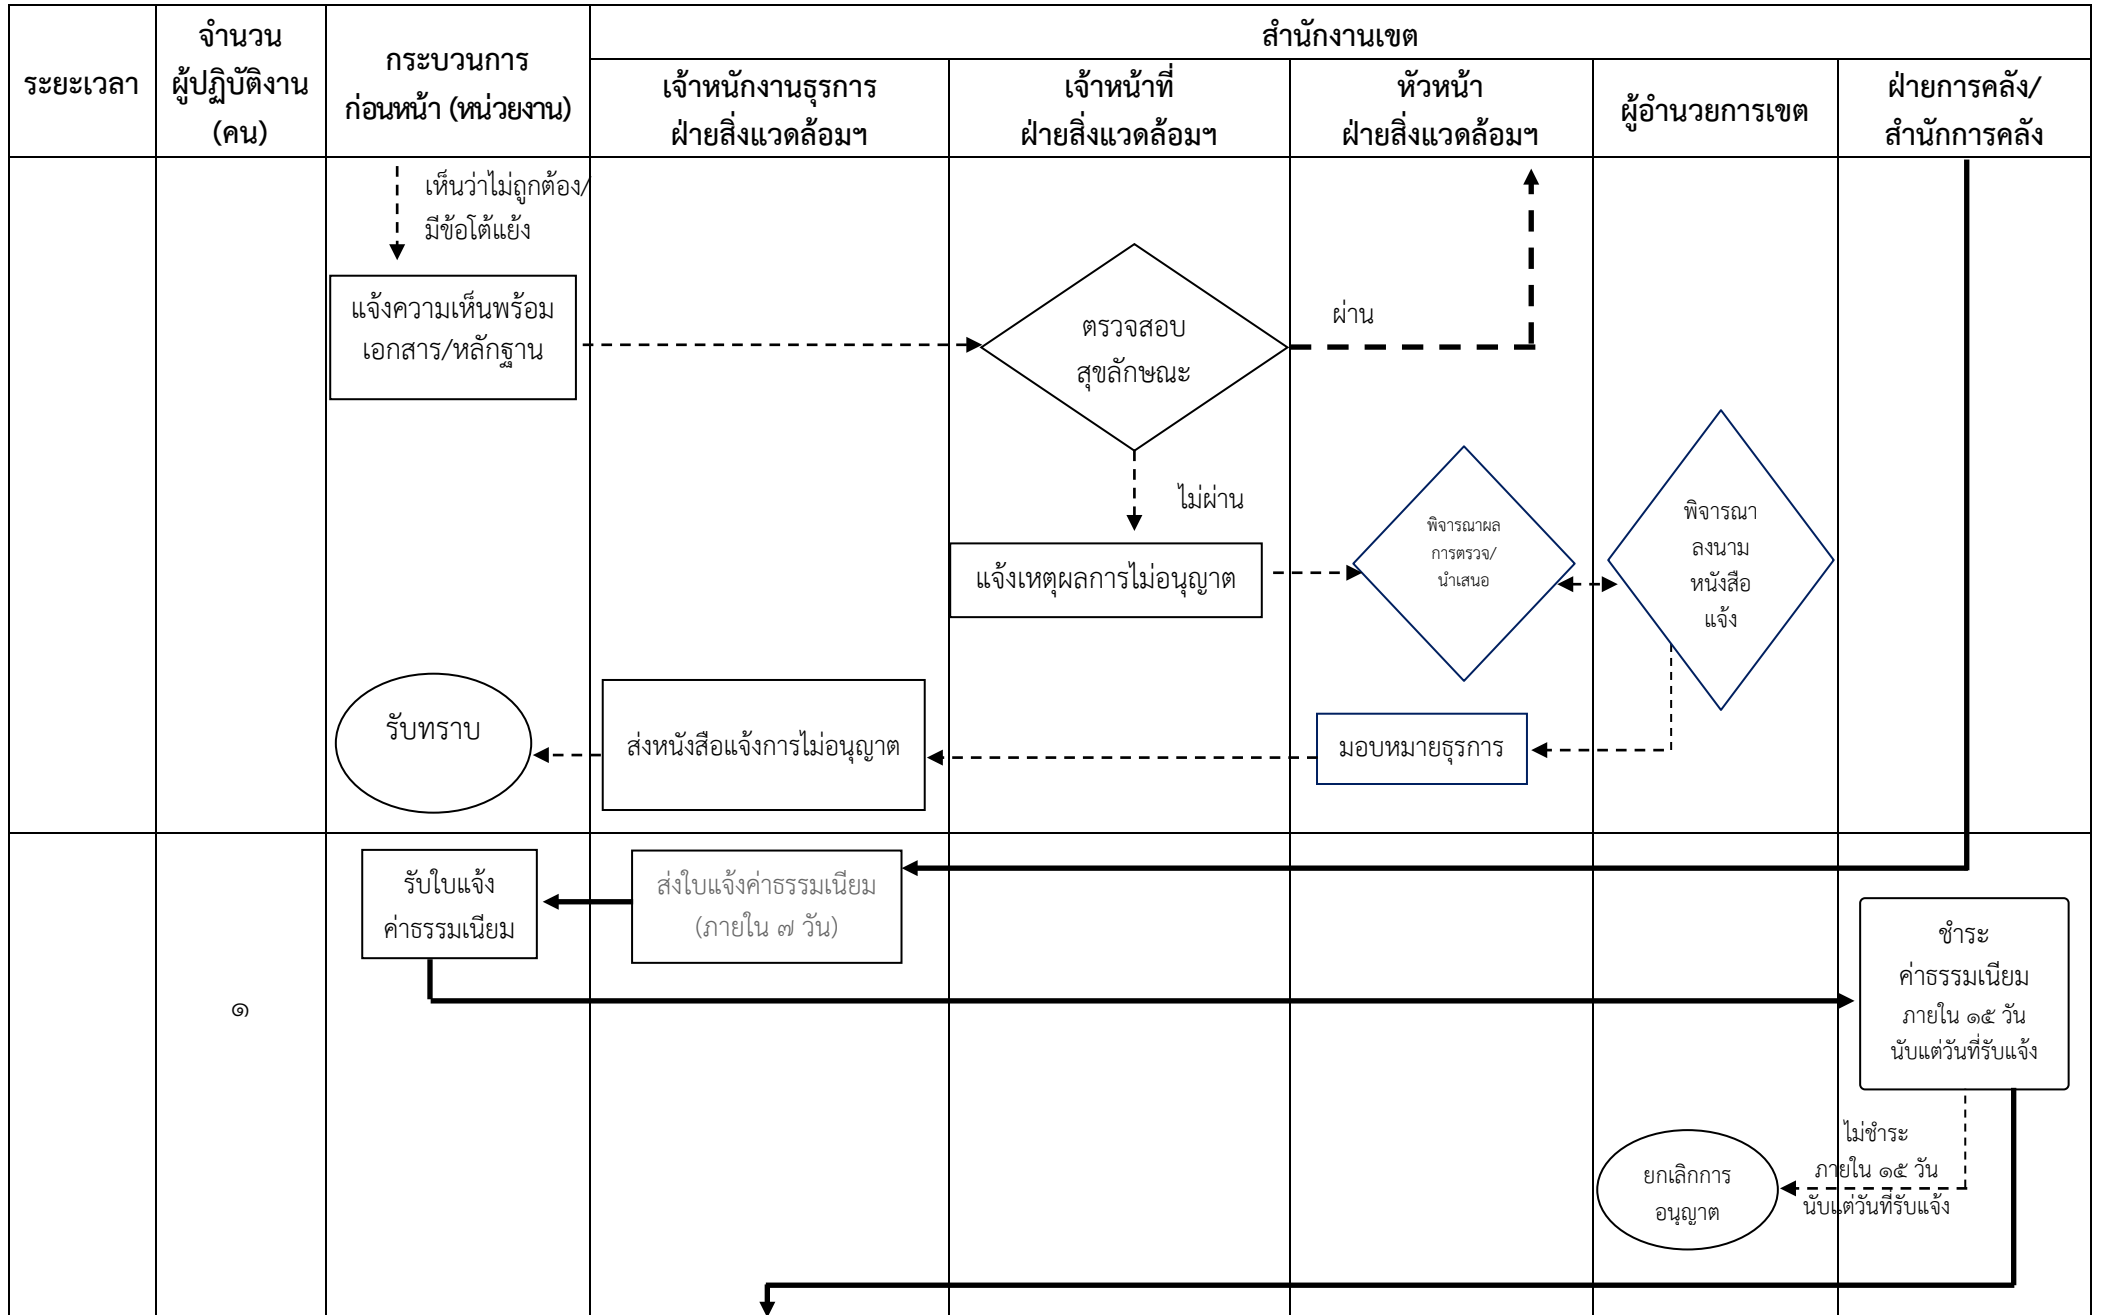 ระยะเวลา
จำนวน
ผู้ปฏิบัติงาน
(คน)
กระบวนการ
ก่อนหน้า (หน่วยงาน)
สำนักงานเขต
เจ้าหนักงานธุรการ
ฝ่ายสิ่งแวดล้อมฯ
เจ้าหน้าที่
ฝ่ายสิ่งแวดล้อมฯ
หัวหน้า
ฝ่ายสิ่งแวดล้อมฯ
ผู้อำนวยการเขต
ฝ่ายการคลัง/
สำนักการคลัง
เห็นว่าไม่ถูกต้อง/
มีข้อโต้แย้ง
แจ้งความเห็นพร้อม
เอกสาร/หลักฐาน
ตรวจสอบ
สุขลักษณะ
ผ่าน
ไม่ผ่าน
แจ้งเหตุผลการไม่อนุญาต
พิจารณาผล
การตรวจ/
นำเสนอ
พิจารณา
ลงนาม
หนังสือ
แจ้ง
รับทราบ
ส่งหนังสือแจ้งการไม่อนุญาต
มอบหมายธุรการ
รับใบแจ้ง
ค่าธรรมเนียม
ส่งใบแจ้งค่าธรรมเนียม
(ภายใน ๗ วัน)
๑
ชำระ
ค่าธรรมเนียม
ภายใน ๑๕ วัน
นับแต่วันที่รับแจ้ง
ไม่ชำระ
ภายใน ๑๕ วัน
นับแต่วันที่รับแจ้ง
ยกเลิกการ
อนุญาต